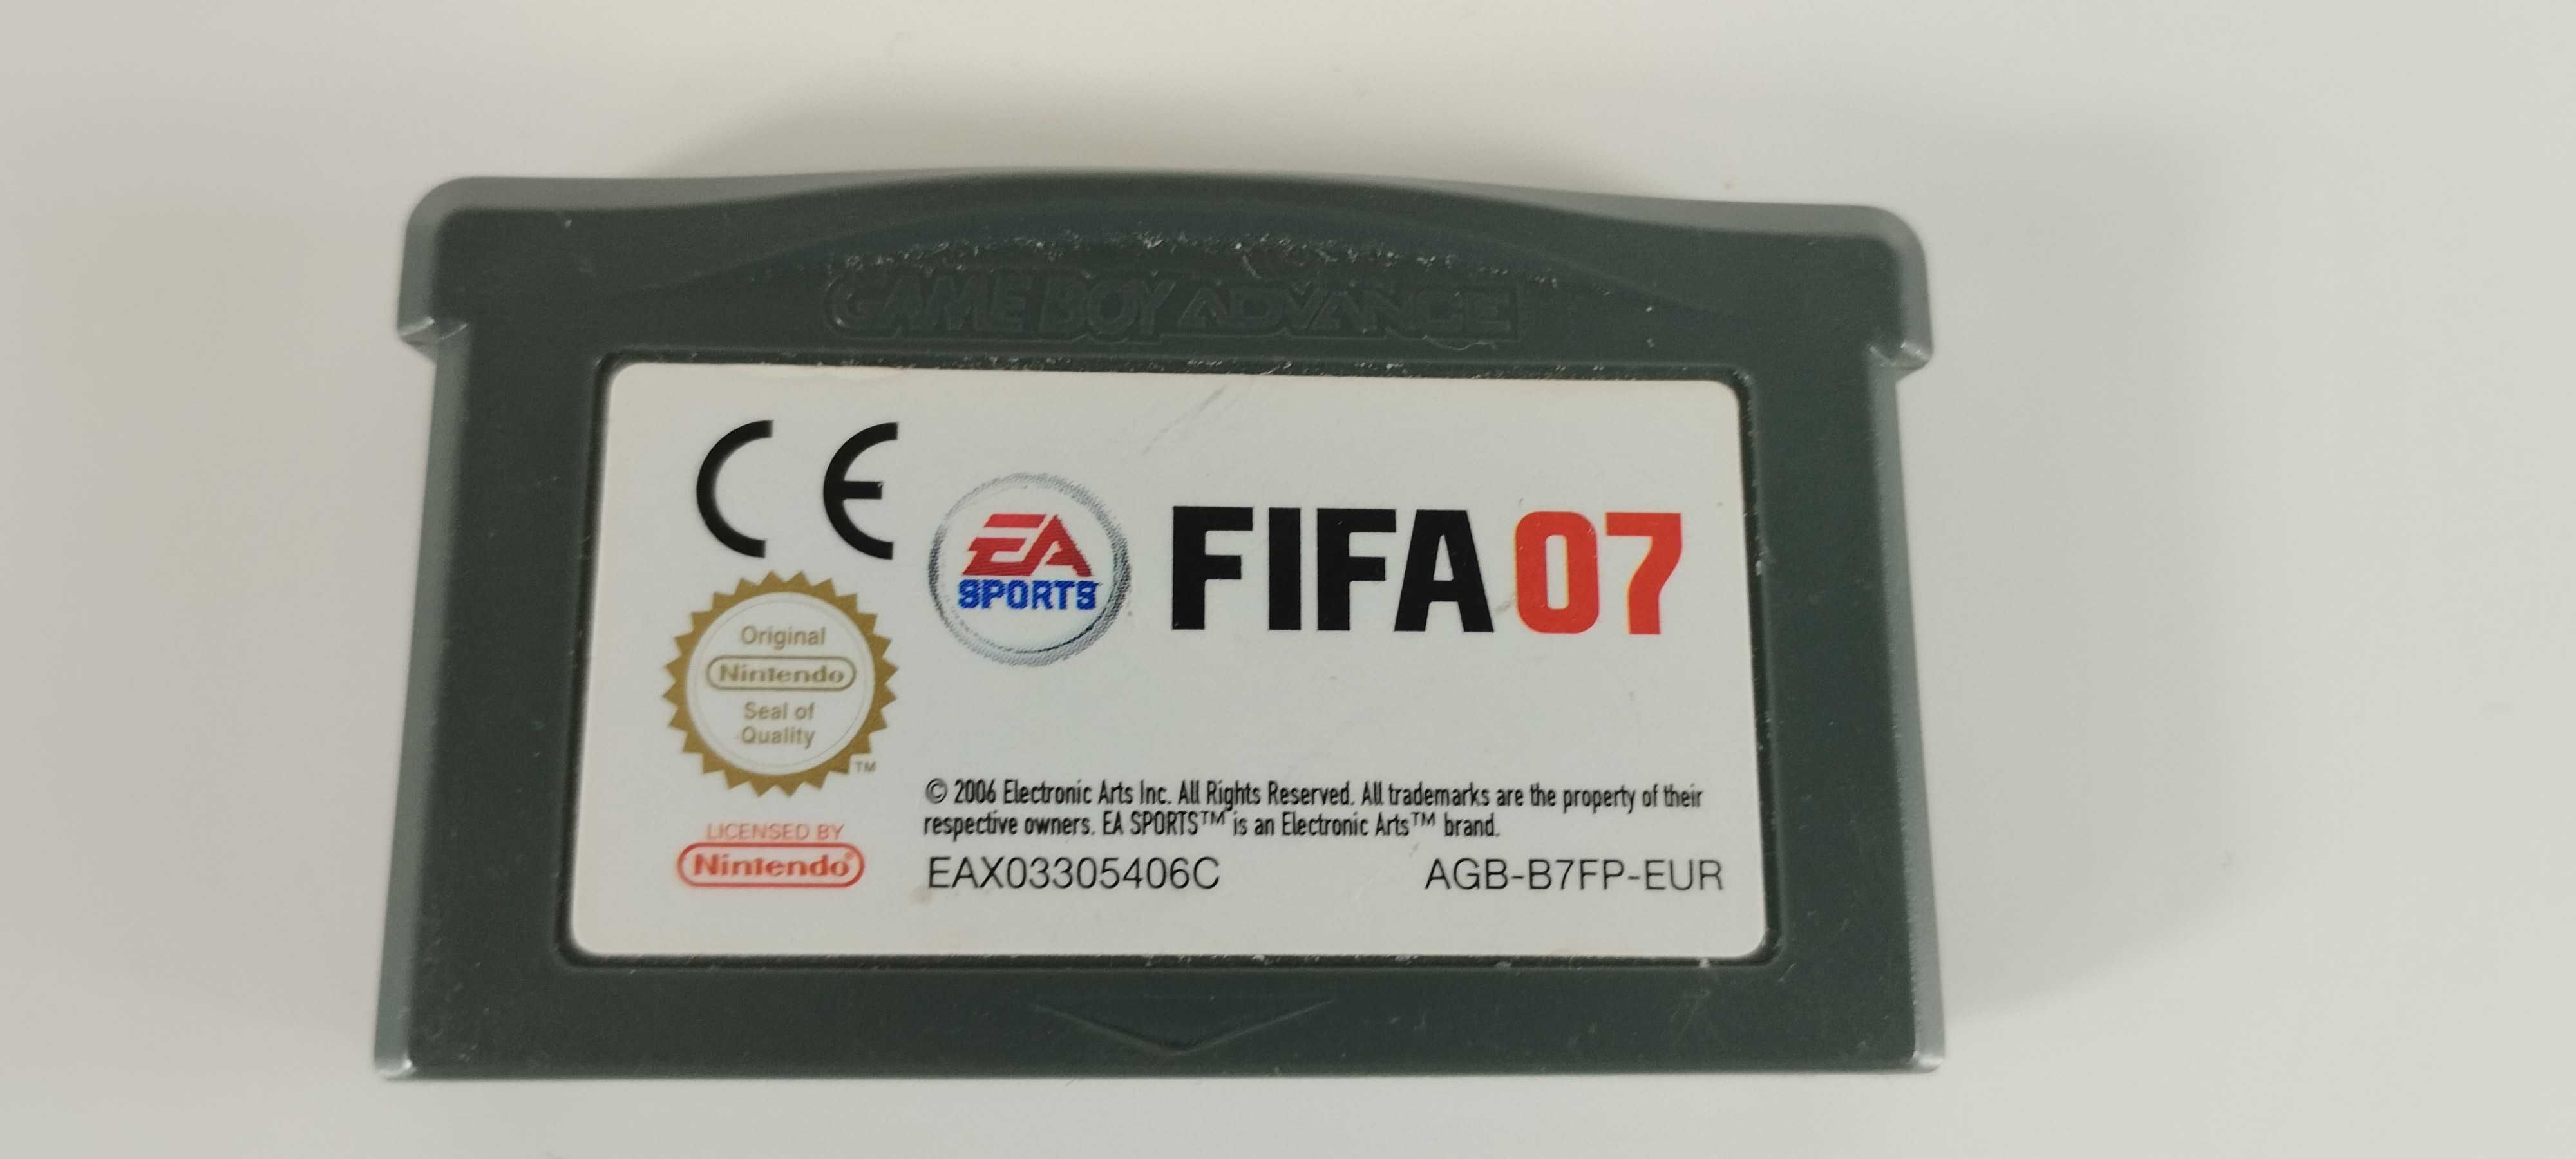 GAME BOY ADVANCE
CE
EA
SPORTS
FIFA 07
Original
Nintendo
Seal of
Quality
TM
© 2006 Electronic Arts Inc. All Rights Reserved. All trademarks are the property of their
respective owners. EA SPORTS™ is an Electronic Arts™ brand.
LICENSED BY
Nintendo®
EAX03305406C
AGB-B7FP-EUR